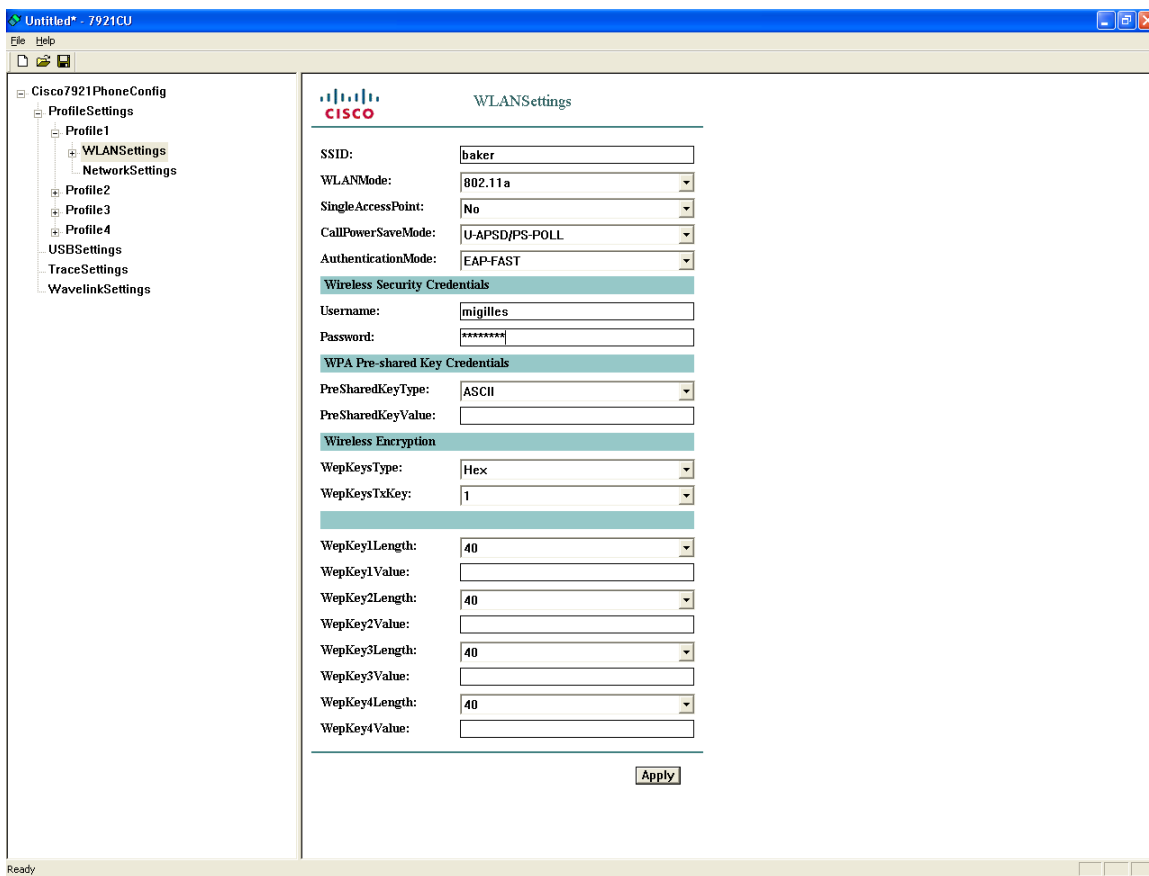 Untitled* - 7921CU
File Help
Cisco7921PhoneConfig
ProfileSettings
Profile1
WLANSettings
NetworkSettings
Profile2
Profile3
Profile4
USBSettings
TraceSettings
WavelinkSettings
CISCO
WLANSettings
SSID: baker
WLANMode: 802.11a
SingleAccessPoint: No
CallPowerSaveMode: U-APSD/PS-POLL
AuthenticationMode: EAP-FAST
Wireless Security Credentials
Username: migilles
Password: ********
WPA Pre-shared Key Credentials
PreSharedKeyType: ASCII
PreSharedKeyValue:
Wireless Encryption
WepKeysType: Hex
WepKeysTxKey: 1
WepKey1Length: 40
WepKey1Value:
WepKey2Length: 40
WepKey2Value:
WepKey3Length: 40
WepKey3Value:
WepKey4Length: 40
WepKey4Value:
Apply
Ready